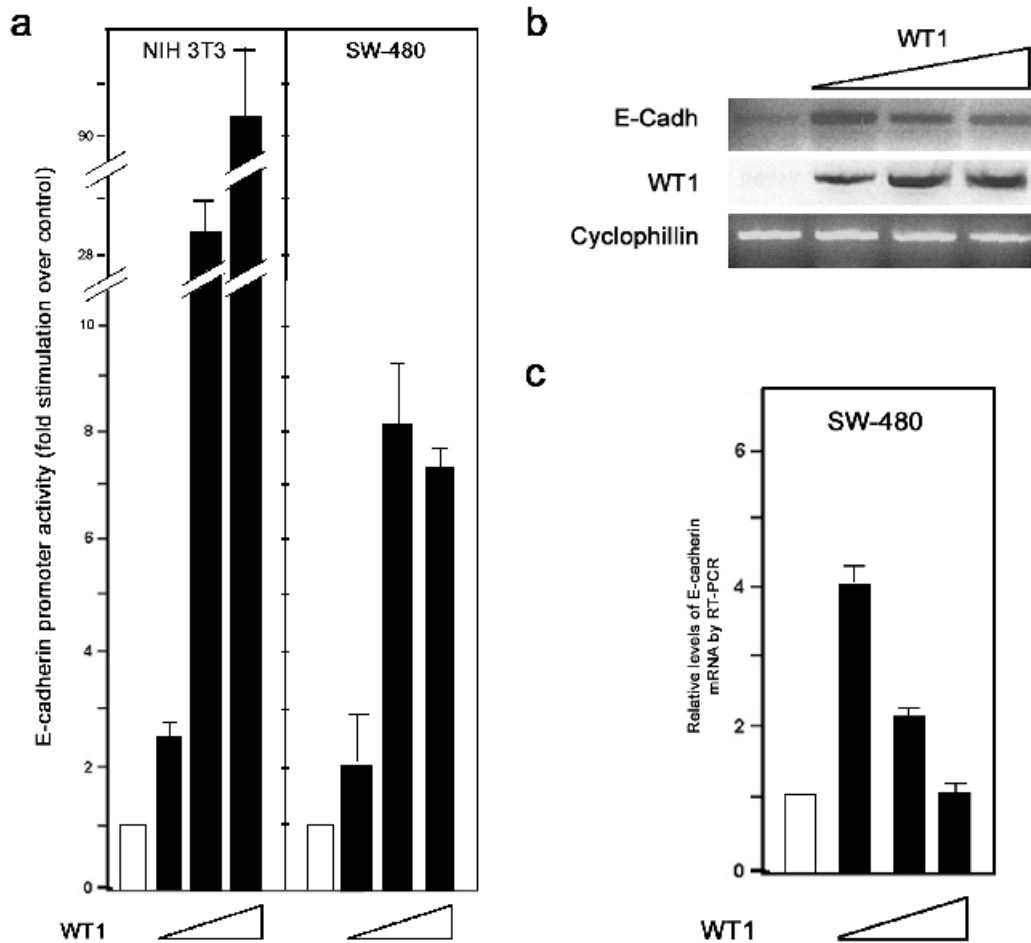 a
NIH 3T3
SW-480
E-cadherin promoter activity (fold stimulation over control)
90
28
10
8
6
4
2
0
WT1
b
WT1
E-Cadh
WT1
Cyclophillin
c
SW-480
Relative levels of E-cadherin
mRNA by RT-PCR
6
4
2
0
WT1